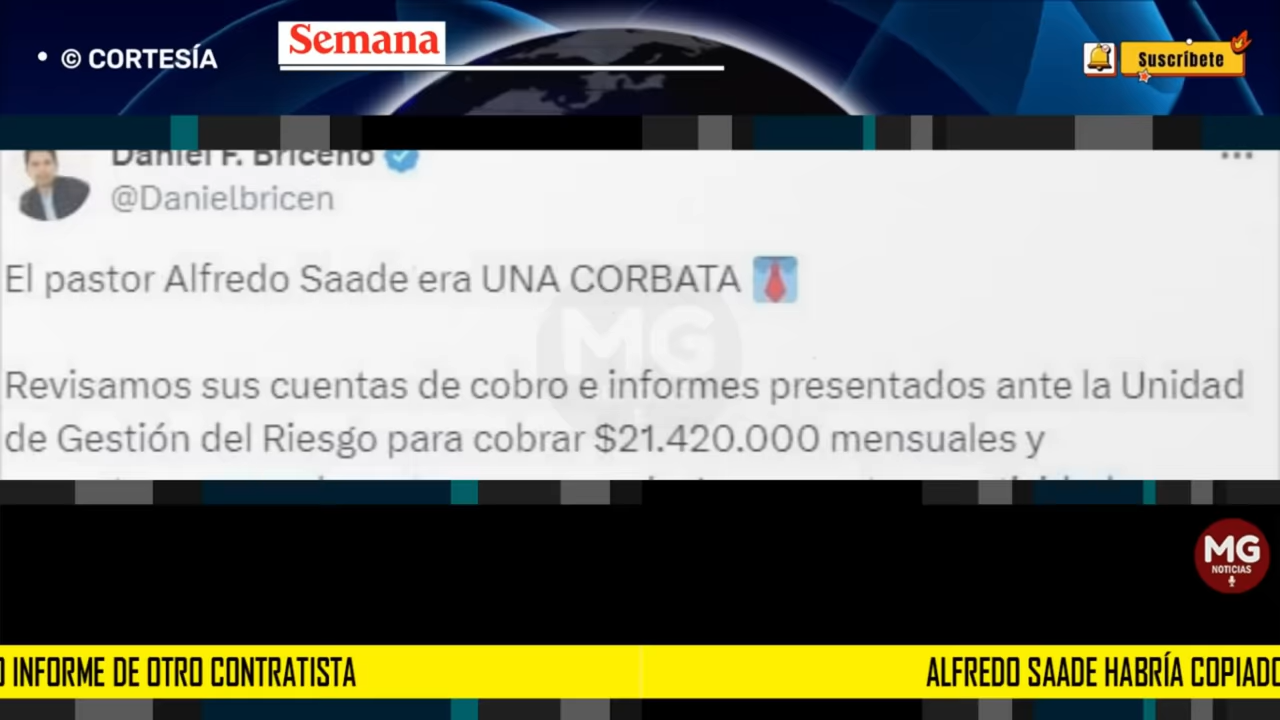 © CORTESÍA
Semana
Suscríbete
Daniel F. Briceño
@Danielbricen
El pastor Alfredo Saade era UNA CORBATA
Revisamos sus cuentas de cobro e informes presentados ante la Unidad
de Gestión del Riesgo para cobrar $21.420.000 mensuales y
MG
MG
NOTICIAS
INFORME DE OTRO CONTRATISTA
ALFREDO SAADE HABRÍA COPIADO